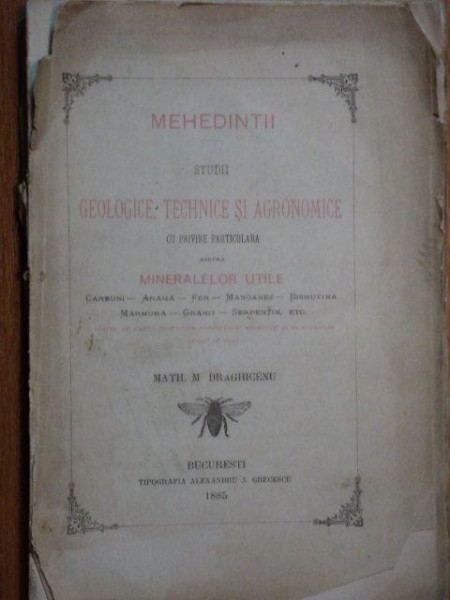 MEHEDINTII
STUDII
GEOLOGICE, TECHNICE ȘI AGRONOMICE
CU PRIVIRE PARTICULARA
ASUPRA
MINERALELOR UTILE
CARBUNI — ARAMA — FER — MANGANES — BISMUTINA
MARMURA — GRANIT — SERPENTIN, ETC.
MATH. M DRAGHICENU
BUCURESTI
TIPOGRAFIA ALEXANDRU A. GRECESCU
1885